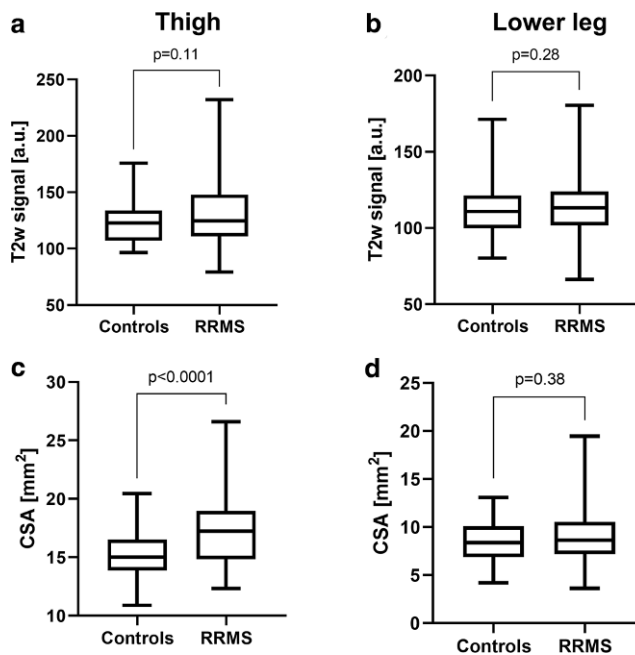 a Thigh
p=0.11
T2w signal [a.u.]
250
200
150
100
50
Controls RRMS
b Lower leg
p=0.28
T2w signal [a.u.]
200
150
100
50
Controls RRMS
c
p<0.0001
CSA [mm²]
30
25
20
15
10
Controls RRMS
d
p=0.38
CSA [mm²]
25
20
15
10
5
0
Controls RRMS